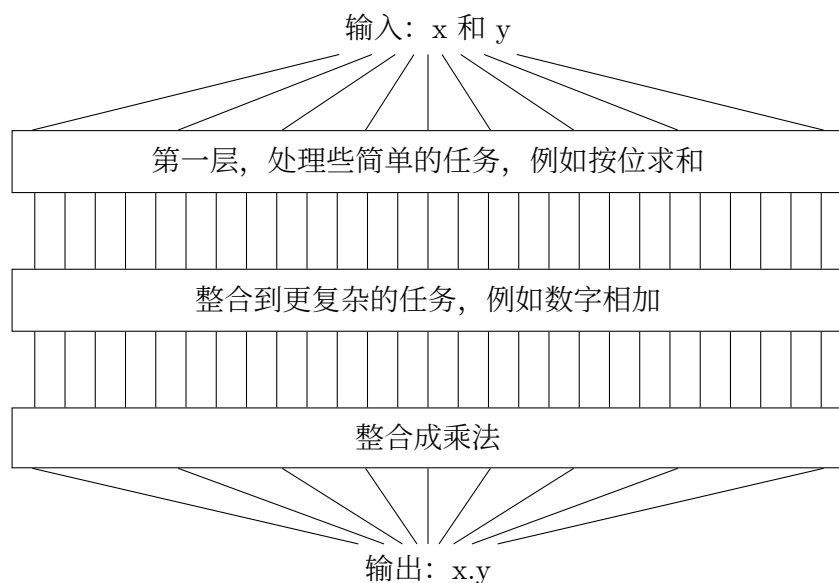 输入：x 和 y
第一层，处理些简单的任务，例如按位求和
整合到更复杂的任务，例如数字相加
整合成乘法
输出：x.y